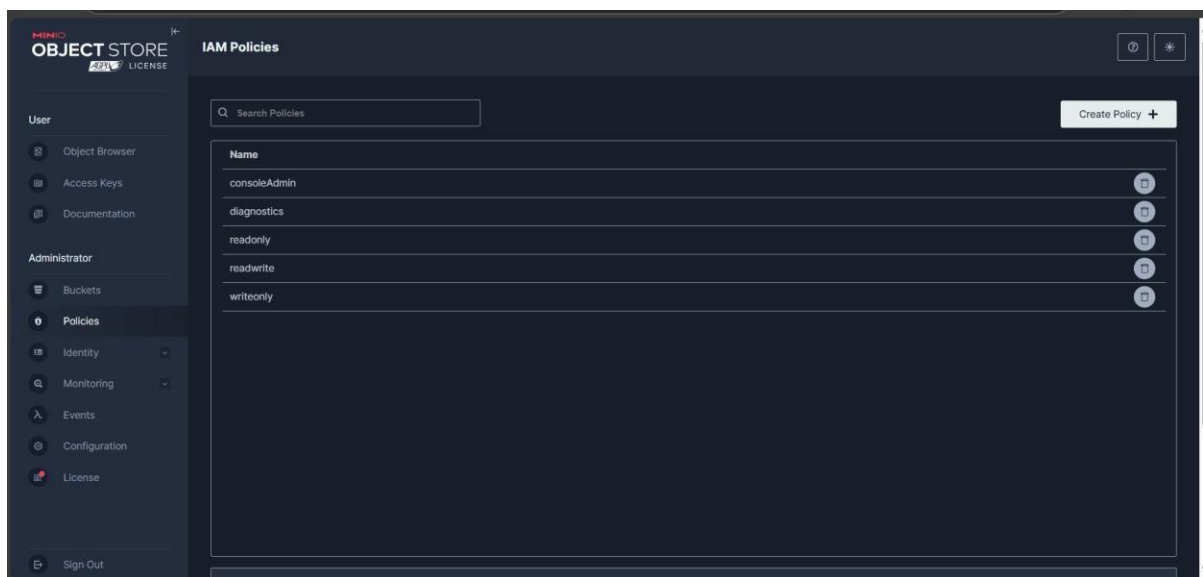 MINIO
OBJECT STORE
AGPLv3 LICENSE
User
Object Browser
Access Keys
Documentation
Administrator
Buckets
Policies
Identity
Monitoring
Events
Configuration
License
Sign Out
IAM Policies
Search Policies
Create Policy +
Name
consoleAdmin
diagnostics
readonly
readwrite
writeonly